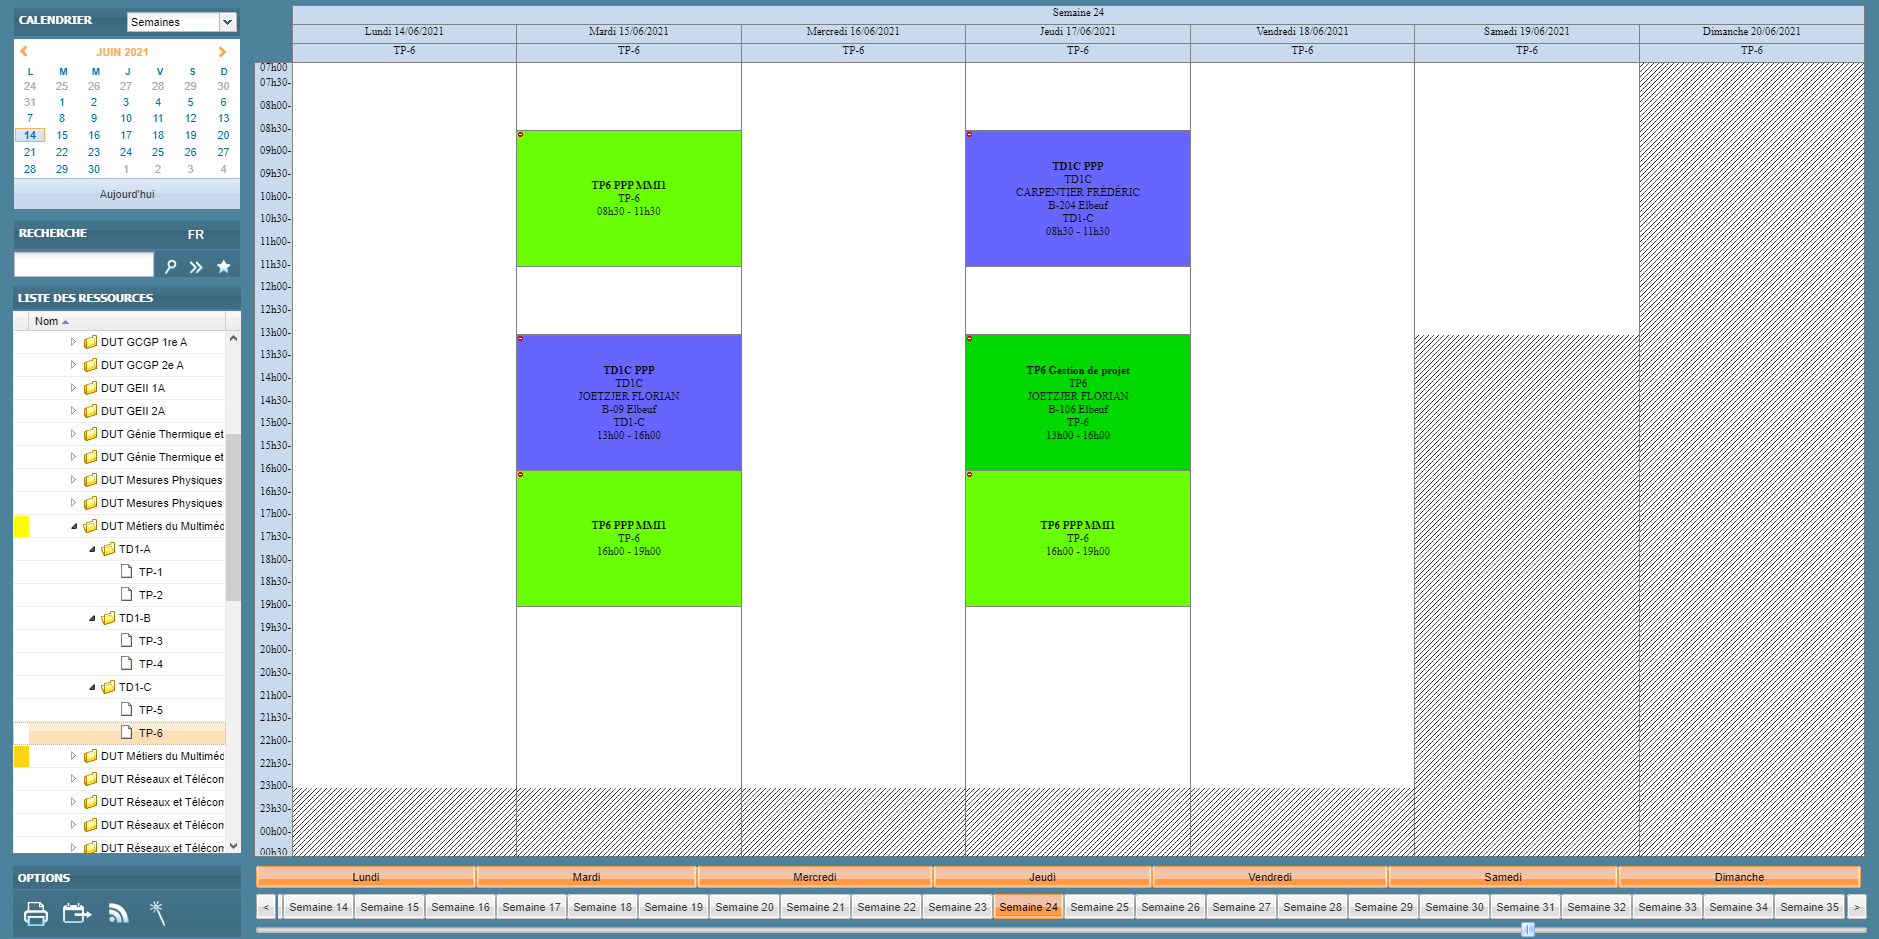 CALENDRIER
Semaines
JUIN 2021
L M M J V S D
24 25 26 27 28 29 30
31 1 2 3 4 5 6
7 8 9 10 11 12 13
14 15 16 17 18 19 20
21 22 23 24 25 26 27
28 29 30 1 2 3 4
Aujourd'hui
RECHERCHE FR
LISTE DES RESSOURCES
Nom
DUT GCGP 1re A
DUT GCGP 2e A
DUT GEII 1A
DUT GEII 2A
DUT Génie Thermique et
DUT Génie Thermique et
DUT Mesures Physiques
DUT Mesures Physiques
DUT Métiers du Multiméd
TD1-A
TP-1
TP-2
TD1-B
TP-3
TP-4
TD1-C
TP-5
TP-6
DUT Métiers du Multiméd
DUT Réseaux et Télécom
DUT Réseaux et Télécom
DUT Réseaux et Télécom
DUT Réseaux et Télécom
OPTIONS
Semaine 24
Lundi 14/06/2021 Mardi 15/06/2021 Mercredi 16/06/2021 Jeudi 17/06/2021 Vendredi 18/06/2021 Samedi 19/06/2021 Dimanche 20/06/2021
TP-6 TP-6 TP-6 TP-6 TP-6 TP-6 TP-6
07h00
07h30-
08h00-
08h30-
09h00-
09h30-
10h00-
10h30-
11h00-
11h30-
12h00-
12h30-
13h00-
13h30-
14h00-
14h30-
15h00-
15h30-
16h00-
16h30-
17h00-
17h30-
18h00-
18h30-
19h00-
19h30-
20h00-
20h30-
21h00-
21h30-
22h00-
22h30-
23h00-
23h30-
00h00-
00h30
TP6 PPP MMI1
TP-6
08h30 - 11h30
TD1C PPP
TD1C
JOETZJER FLORIAN
B-09 Elbeuf
TD1-C
13h00 - 16h00
TP6 PPP MMI1
TP-6
16h00 - 19h00
TD1C PPP
TD1C
CARPENTIER FRÉDÉRIC
B-204 Elbeuf
TD1-C
08h30 - 11h30
TP6 Gestion de projet
TP6
JOETZJER FLORIAN
B-106 Elbeuf
TP-6
13h00 - 16h00
TP6 PPP MMI1
TP-6
16h00 - 19h00
Lundi Mardi Mercredi Jeudi Vendredi Samedi Dimanche
< Semaine 14 Semaine 15 Semaine 16 Semaine 17 Semaine 18 Semaine 19 Semaine 20 Semaine 21 Semaine 22 Semaine 23 Semaine 24 Semaine 25 Semaine 26 Semaine 27 Semaine 28 Semaine 29 Semaine 30 Semaine 31 Semaine 32 Semaine 33 Semaine 34 Semaine 35 >